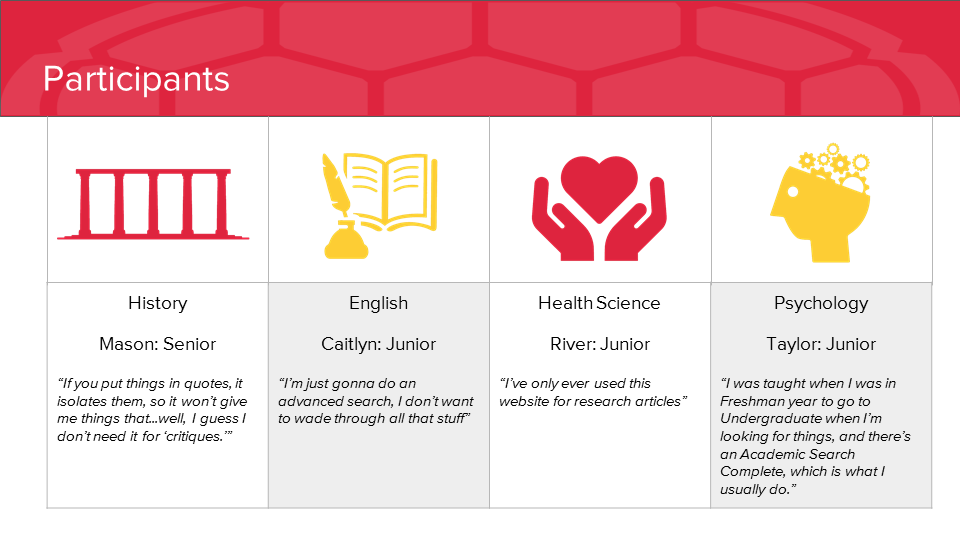 Participants
History
Mason: Senior
“If you put things in quotes, it
isolates them, so it won’t give
me things that...well, I guess I
don’t need it for ‘critiques.’”
English
Caitlyn: Junior
“I’m just gonna do an
advanced search, I don’t want
to wade through all that stuff”
Health Science
River: Junior
“I’ve only ever used this
website for research articles”
Psychology
Taylor: Junior
“I was taught when I was in
Freshman year to go to
Undergraduate when I’m
looking for things, and there’s
an Academic Search
Complete, which is what I
usually do.”